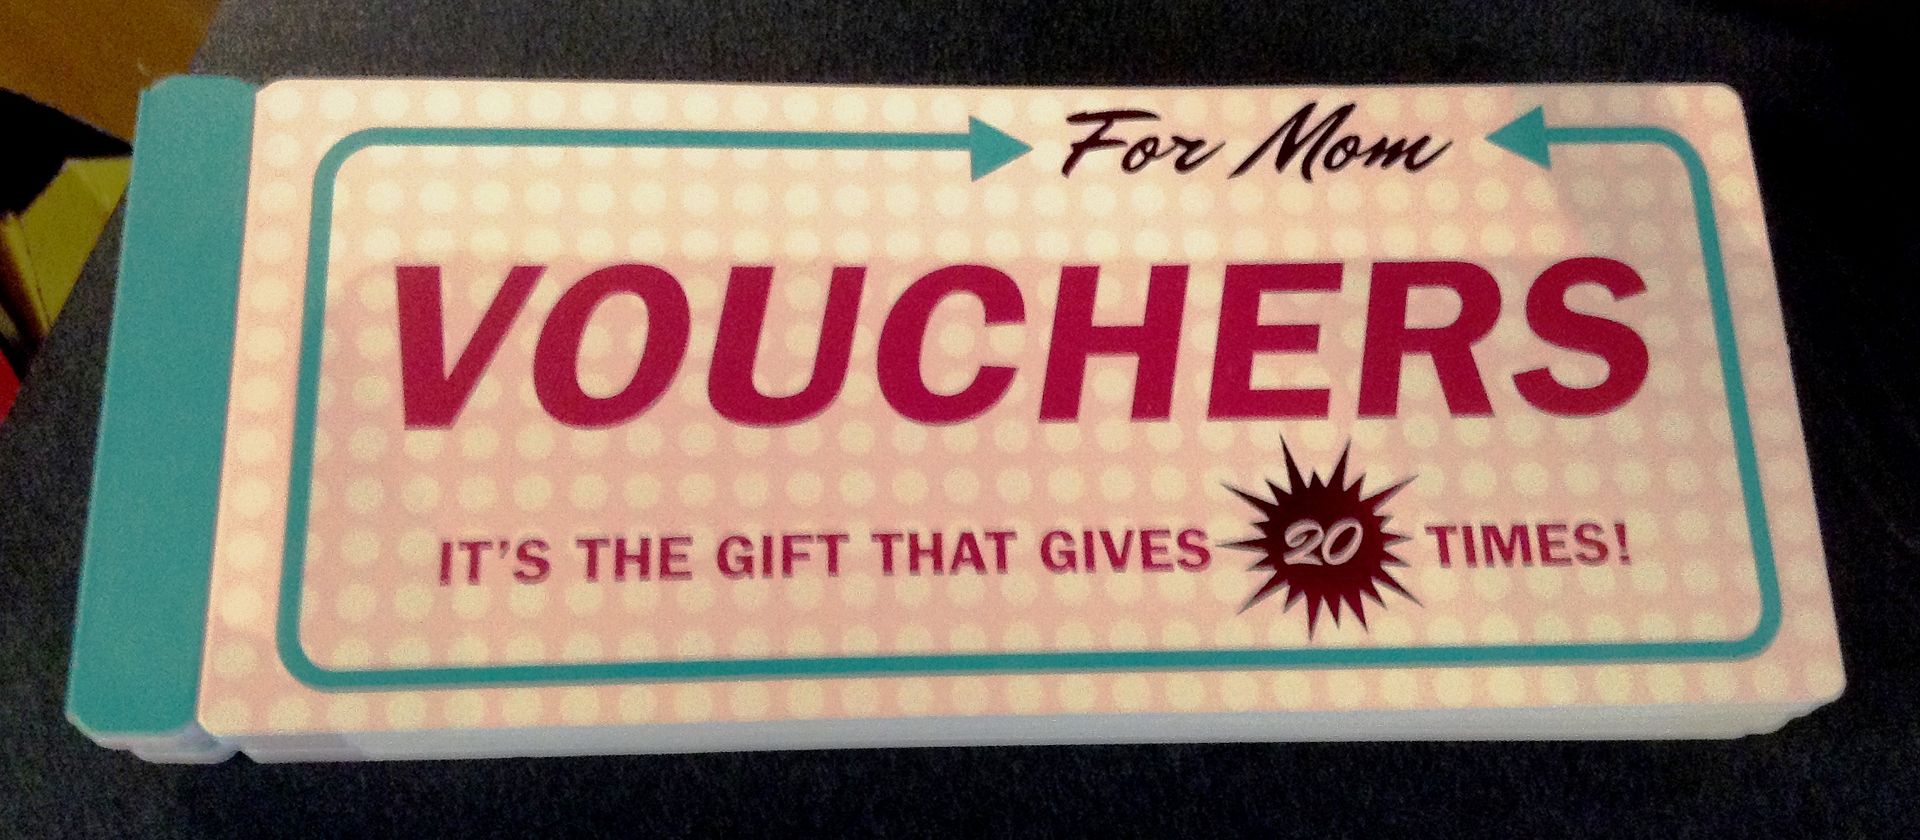 For Mom
VOUCHERS
IT'S THE GIFT THAT GIVES 20 TIMES!